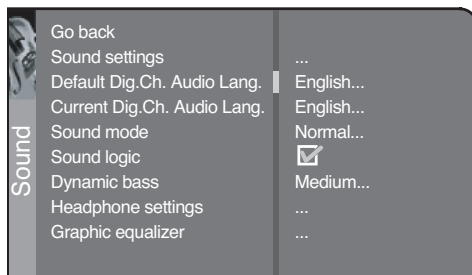 Sound
Go back
Sound settings ...
Default Dig.Ch. Audio Lang. English...
Current Dig.Ch. Audio Lang. English...
Sound mode Normal...
Sound logic
Dynamic bass Medium...
Headphone settings ...
Graphic equalizer ...